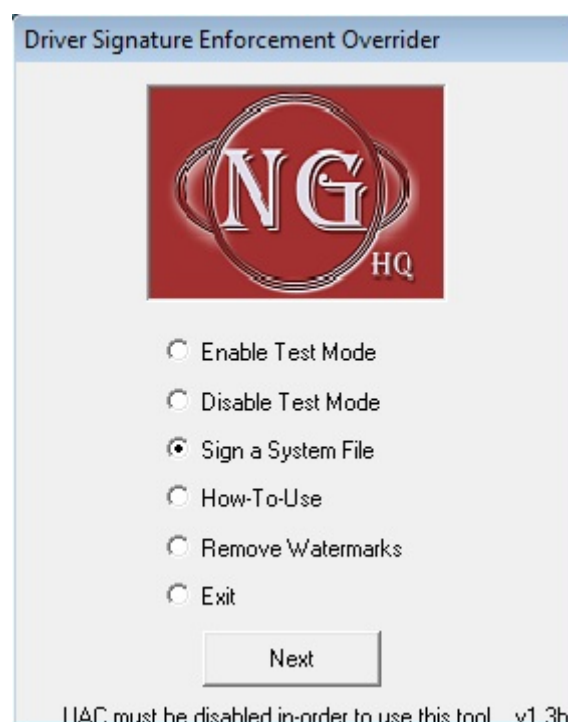 Driver Signature Enforcement Overrider
NG
HQ
Enable Test Mode
Disable Test Mode
Sign a System File
How-To-Use
Remove Watermarks
Exit
Next
UAC must be disabled in-order to use this tool v1.3b